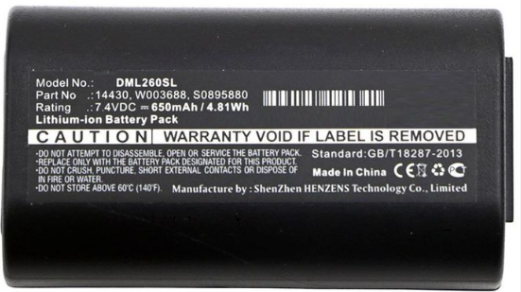 Model No.: DML260SL
Part No .:14430, W003688, S0895880
Rating .:7.4VDC ⎓ 650mAh / 4.81Wh
Lithium-ion Battery Pack
CAUTION WARRANTY VOID IF LABEL IS REMOVED
·DO NOT ATTEMPT TO DISASSEMBLE, OPEN OR SERVICE THE BATTERY PACK.
·REPLACE ONLY WITH THE BATTERY PACK DESIGNATED FOR THIS PRODUCT.
·DO NOT CRUSH, PUNCTURE, SHORT EXTERNAL CONTACTS OR DISPOSE OF
IN FIRE OR WATER.
·DO NOT STORE ABOVE 60°C (140°F).
Standard:GB/T18287-2013
Made In China CE
Manufacture by : ShenZhen HENZENS Technology Co., Limited